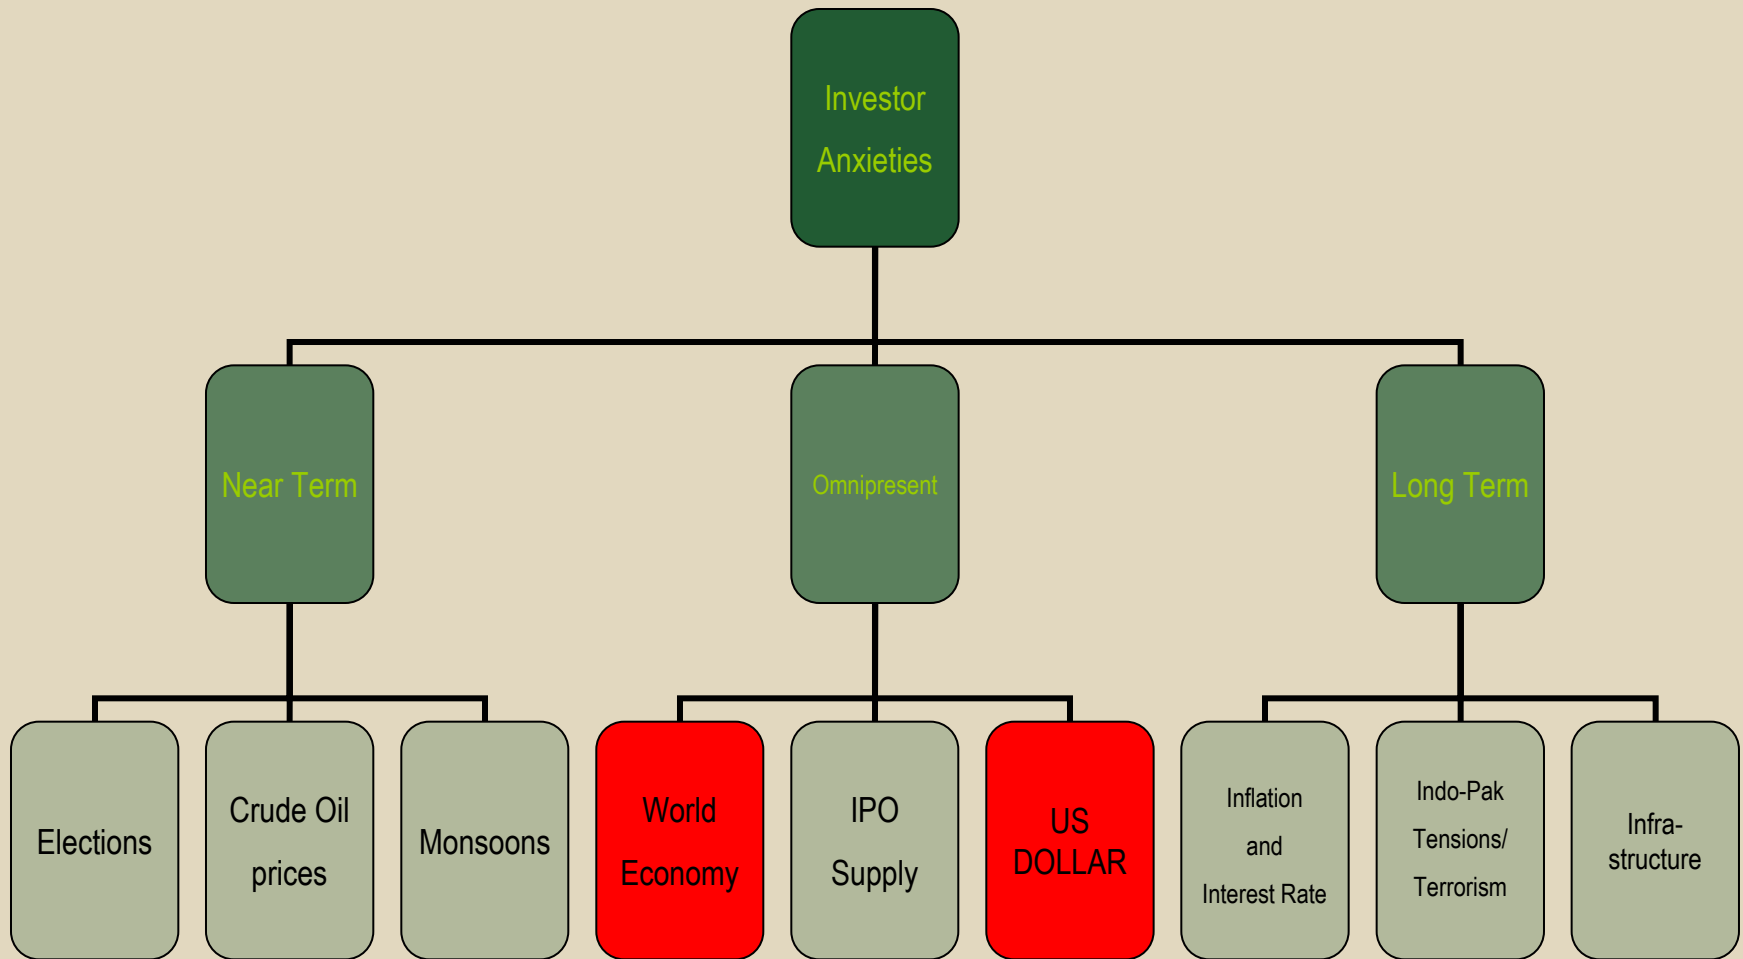 Investor
Anxieties
Near Term
Omnipresent
Long Term
Elections
Crude Oil
prices
Monsoons
World
Economy
IPO
Supply
US
DOLLAR
Inflation
and
Interest Rate
Indo-Pak
Tensions/
Terrorism
Infra-
structure